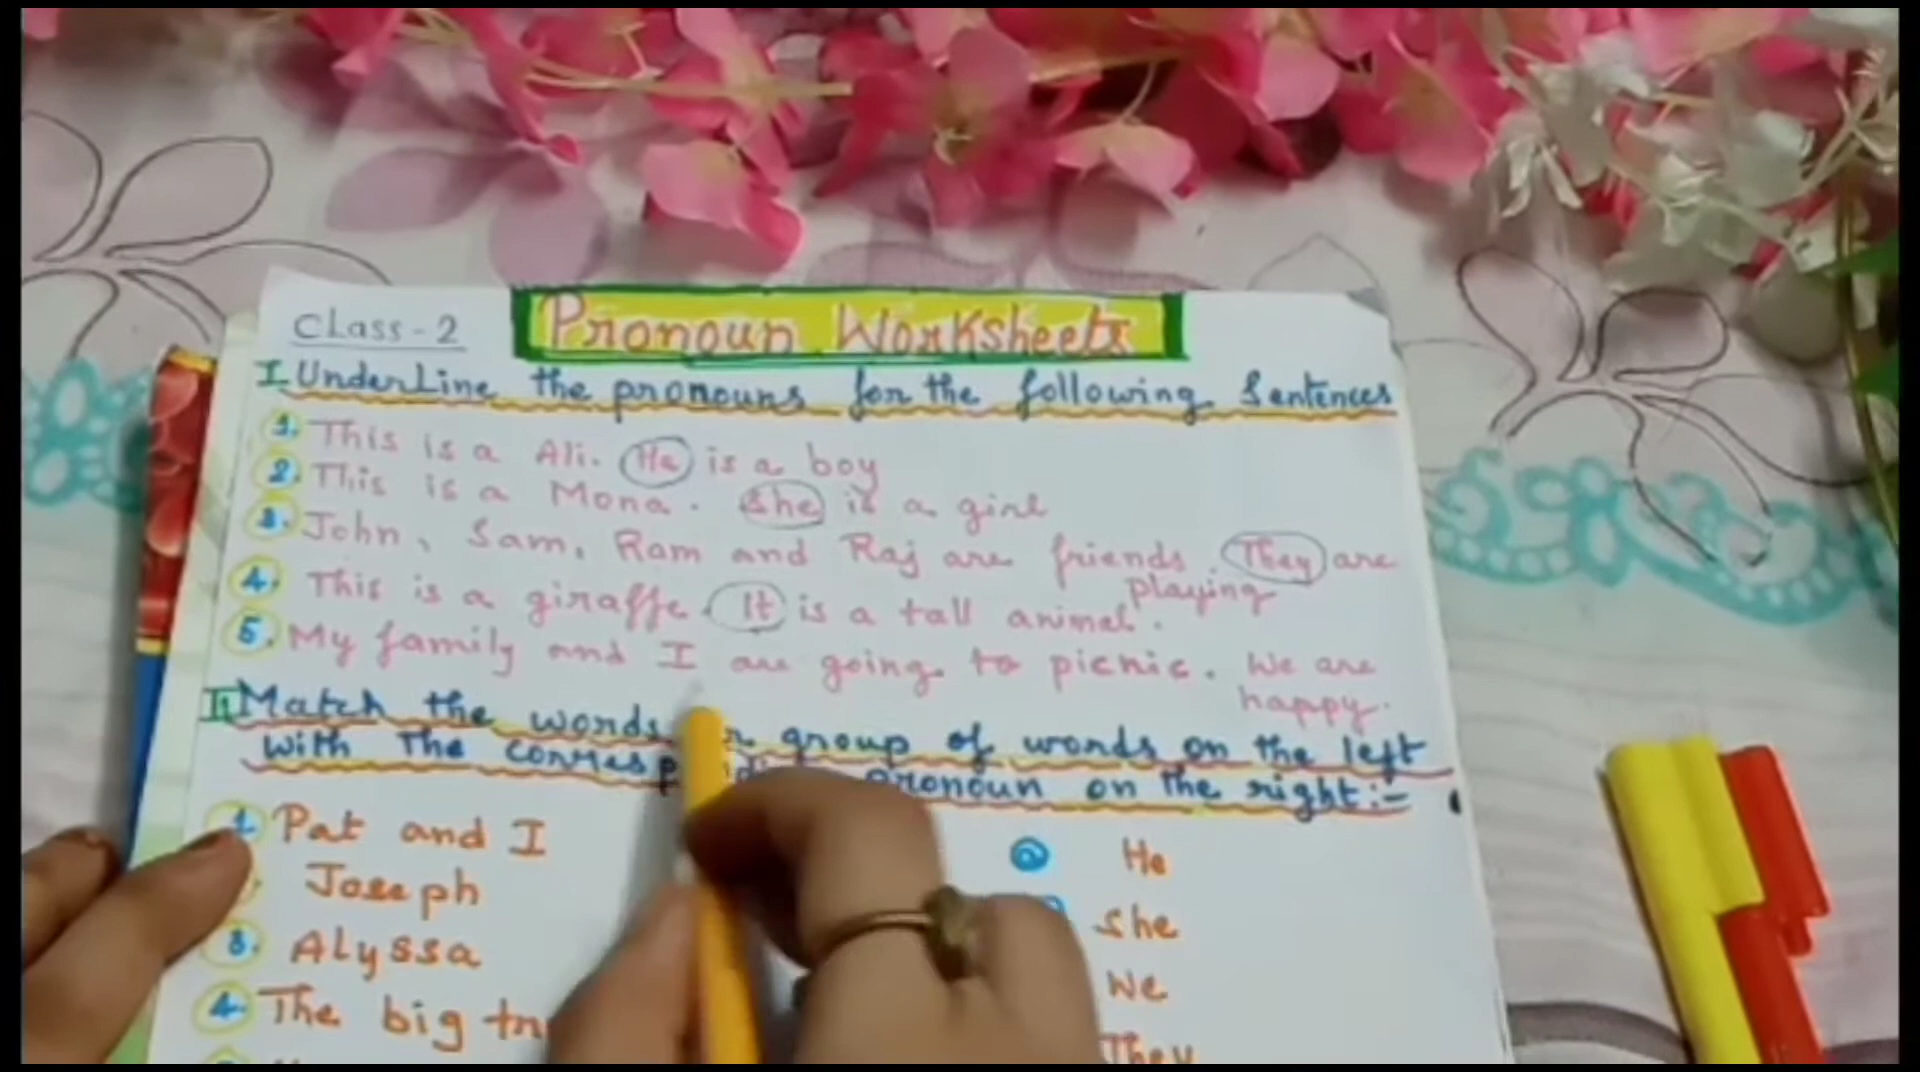 Class-2
Pronoun Worksheets
I Underline the pronouns for the following Sentences
1. This is a Ali. He is a boy
2. This is a Mona. She is a girl
3. John, Sam, Ram and Raj are friends. They are
playing
4. This is a giraffe. It is a tall animal.
5. My family and I are going to picnic. We are
happy.
II Match the words group of words on the left
with The pronoun on the right:-
1. Pat and I
He
Joseph
She
3. Alyssa
We
4. The big
They